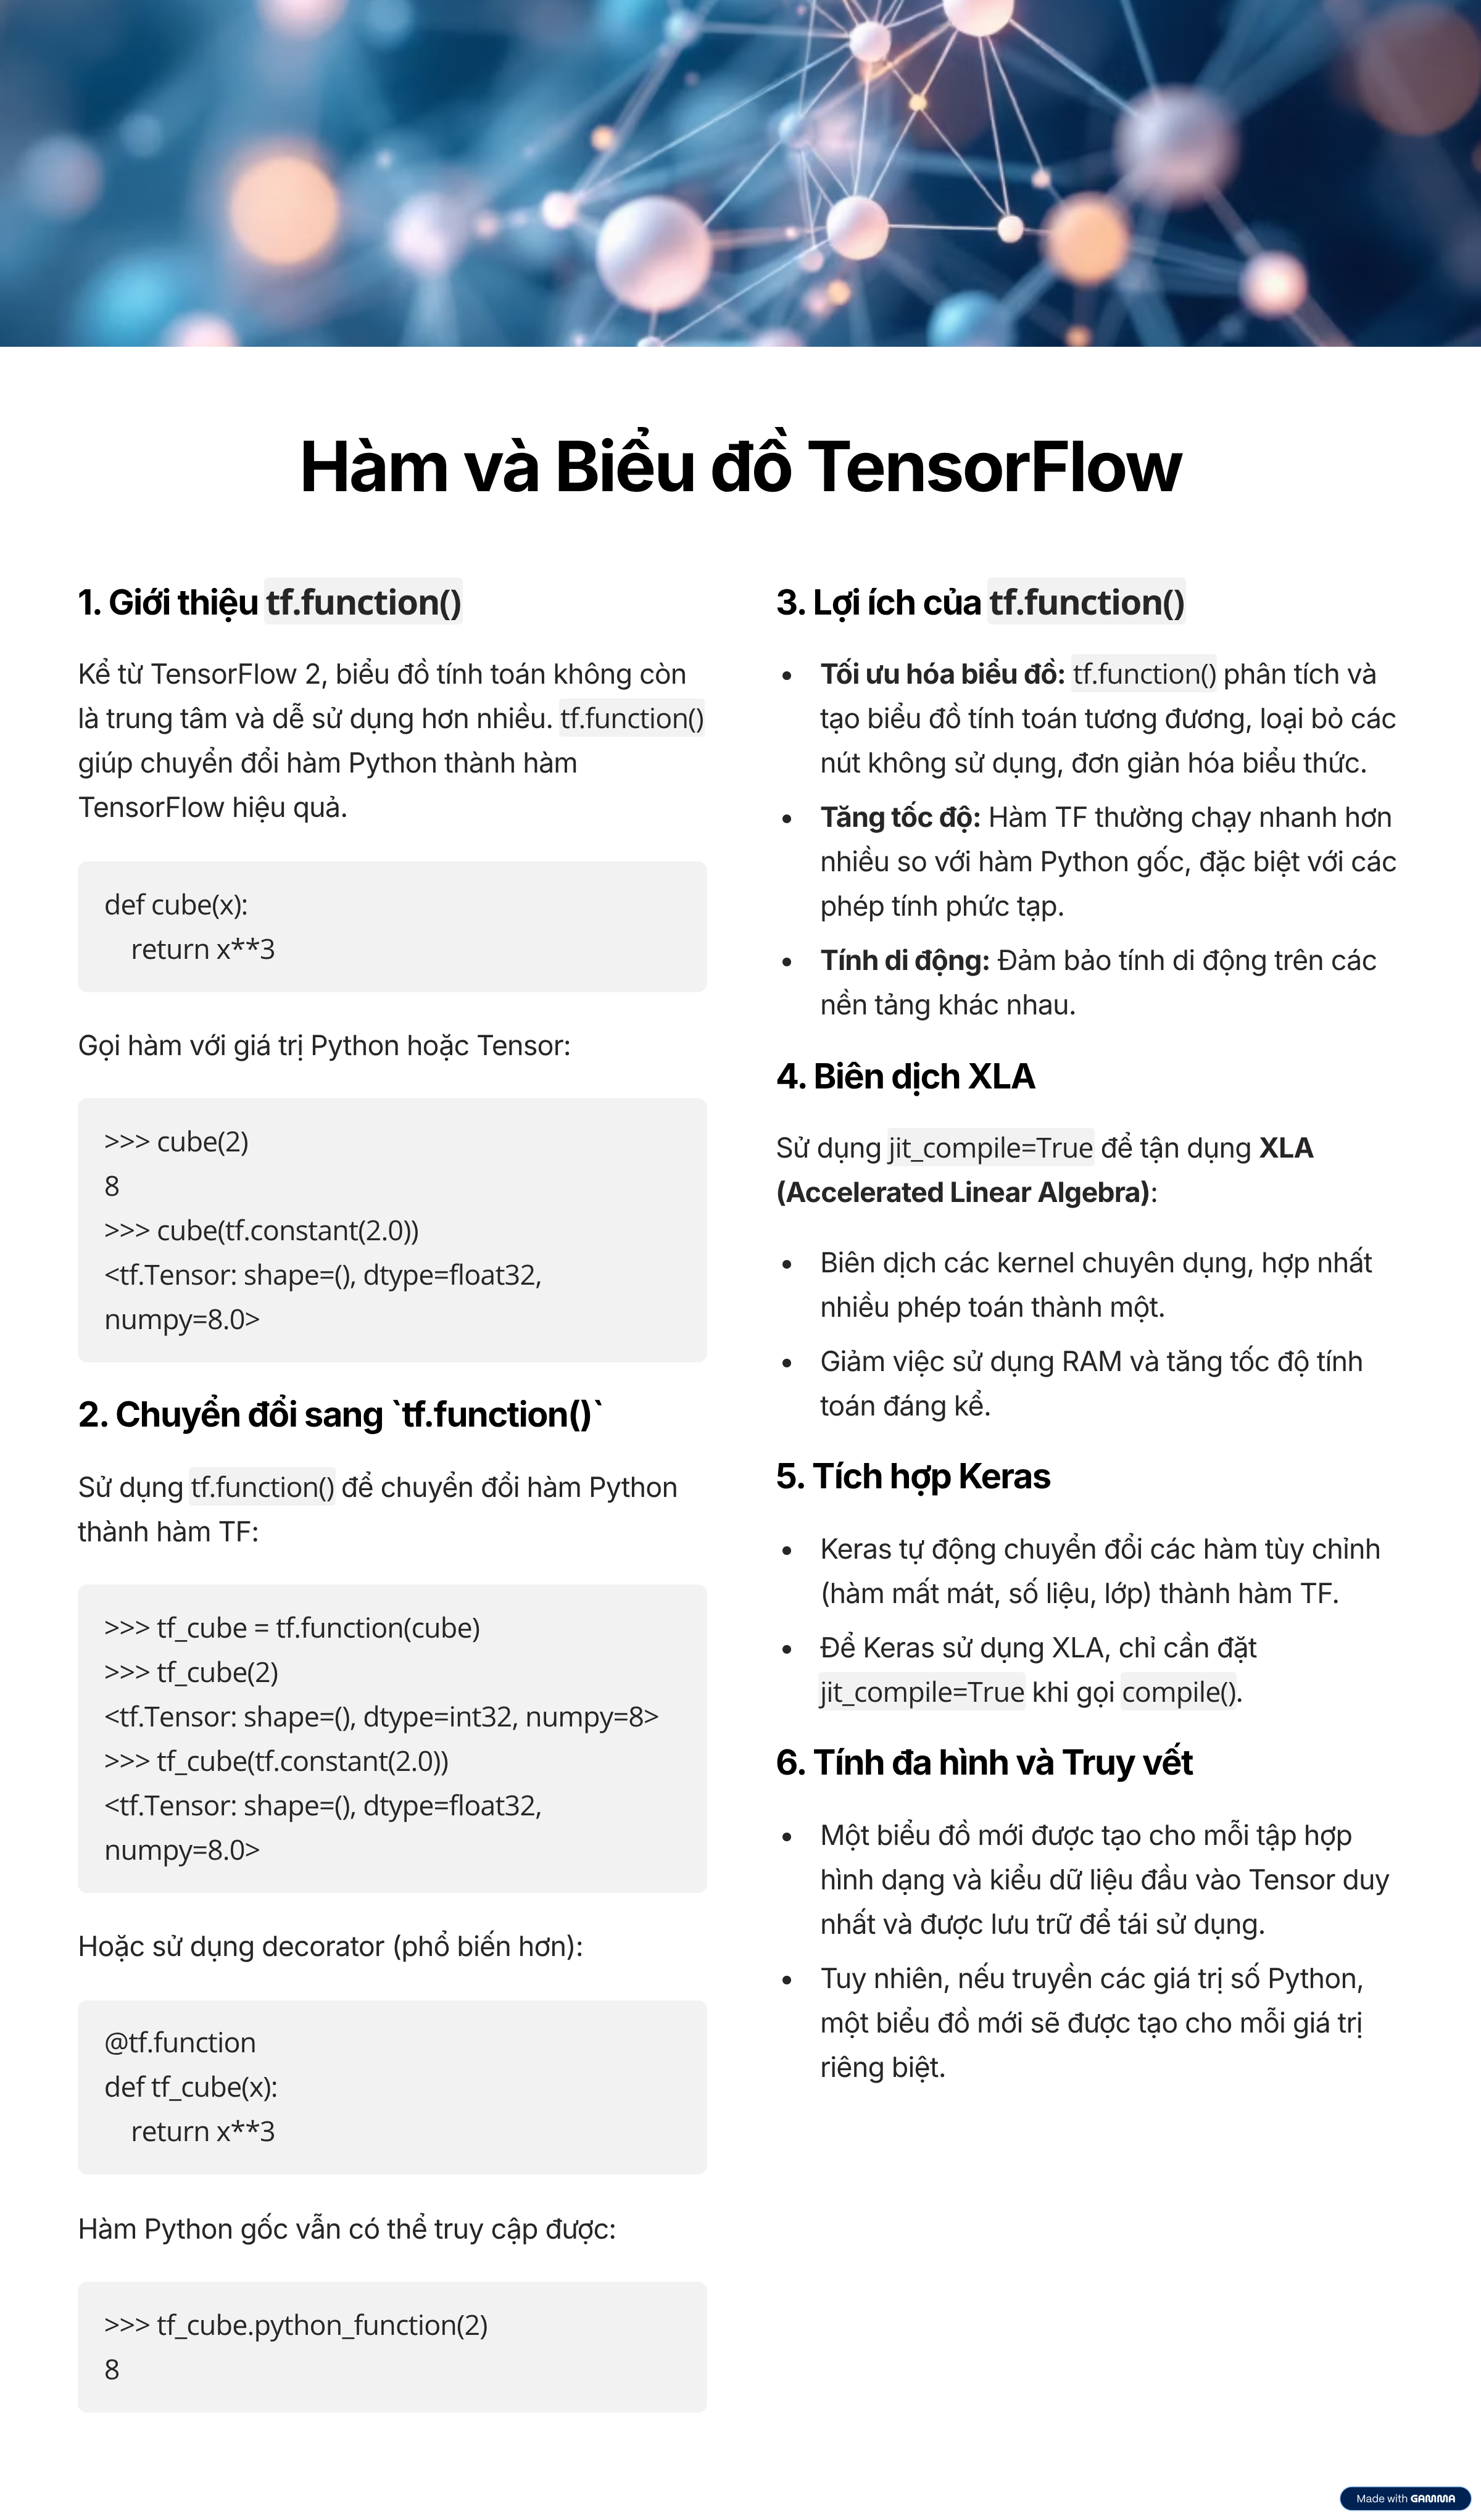 Hàm và Biểu đồ TensorFlow
1. Giới thiệu tf.function()
Kể từ TensorFlow 2, biểu đồ tính toán không còn
là trung tâm và dễ sử dụng hơn nhiều. tf.function()
giúp chuyển đổi hàm Python thành hàm
TensorFlow hiệu quả.
def cube(x):
    return x**3
Gọi hàm với giá trị Python hoặc Tensor:
>>> cube(2)
8
>>> cube(tf.constant(2.0))
<tf.Tensor: shape=(), dtype=float32,
numpy=8.0>
2. Chuyển đổi sang `tf.function()`
Sử dụng tf.function() để chuyển đổi hàm Python
thành hàm TF:
>>> tf_cube = tf.function(cube)
>>> tf_cube(2)
<tf.Tensor: shape=(), dtype=int32, numpy=8>
>>> tf_cube(tf.constant(2.0))
<tf.Tensor: shape=(), dtype=float32,
numpy=8.0>
Hoặc sử dụng decorator (phổ biến hơn):
@tf.function
def tf_cube(x):
    return x**3
Hàm Python gốc vẫn có thể truy cập được:
>>> tf_cube.python_function(2)
8
3. Lợi ích của tf.function()
• Tối ưu hóa biểu đồ: tf.function() phân tích và
tạo biểu đồ tính toán tương đương, loại bỏ các
nút không sử dụng, đơn giản hóa biểu thức.
• Tăng tốc độ: Hàm TF thường chạy nhanh hơn
nhiều so với hàm Python gốc, đặc biệt với các
phép tính phức tạp.
• Tính di động: Đảm bảo tính di động trên các
nền tảng khác nhau.
4. Biên dịch XLA
Sử dụng jit_compile=True để tận dụng XLA
(Accelerated Linear Algebra):
• Biên dịch các kernel chuyên dụng, hợp nhất
nhiều phép toán thành một.
• Giảm việc sử dụng RAM và tăng tốc độ tính
toán đáng kể.
5. Tích hợp Keras
• Keras tự động chuyển đổi các hàm tùy chỉnh
(hàm mất mát, số liệu, lớp) thành hàm TF.
• Để Keras sử dụng XLA, chỉ cần đặt
jit_compile=True khi gọi compile().
6. Tính đa hình và Truy vết
• Một biểu đồ mới được tạo cho mỗi tập hợp
hình dạng và kiểu dữ liệu đầu vào Tensor duy
nhất và được lưu trữ để tái sử dụng.
• Tuy nhiên, nếu truyền các giá trị số Python,
một biểu đồ mới sẽ được tạo cho mỗi giá trị
riêng biệt.
Made with GAMMA